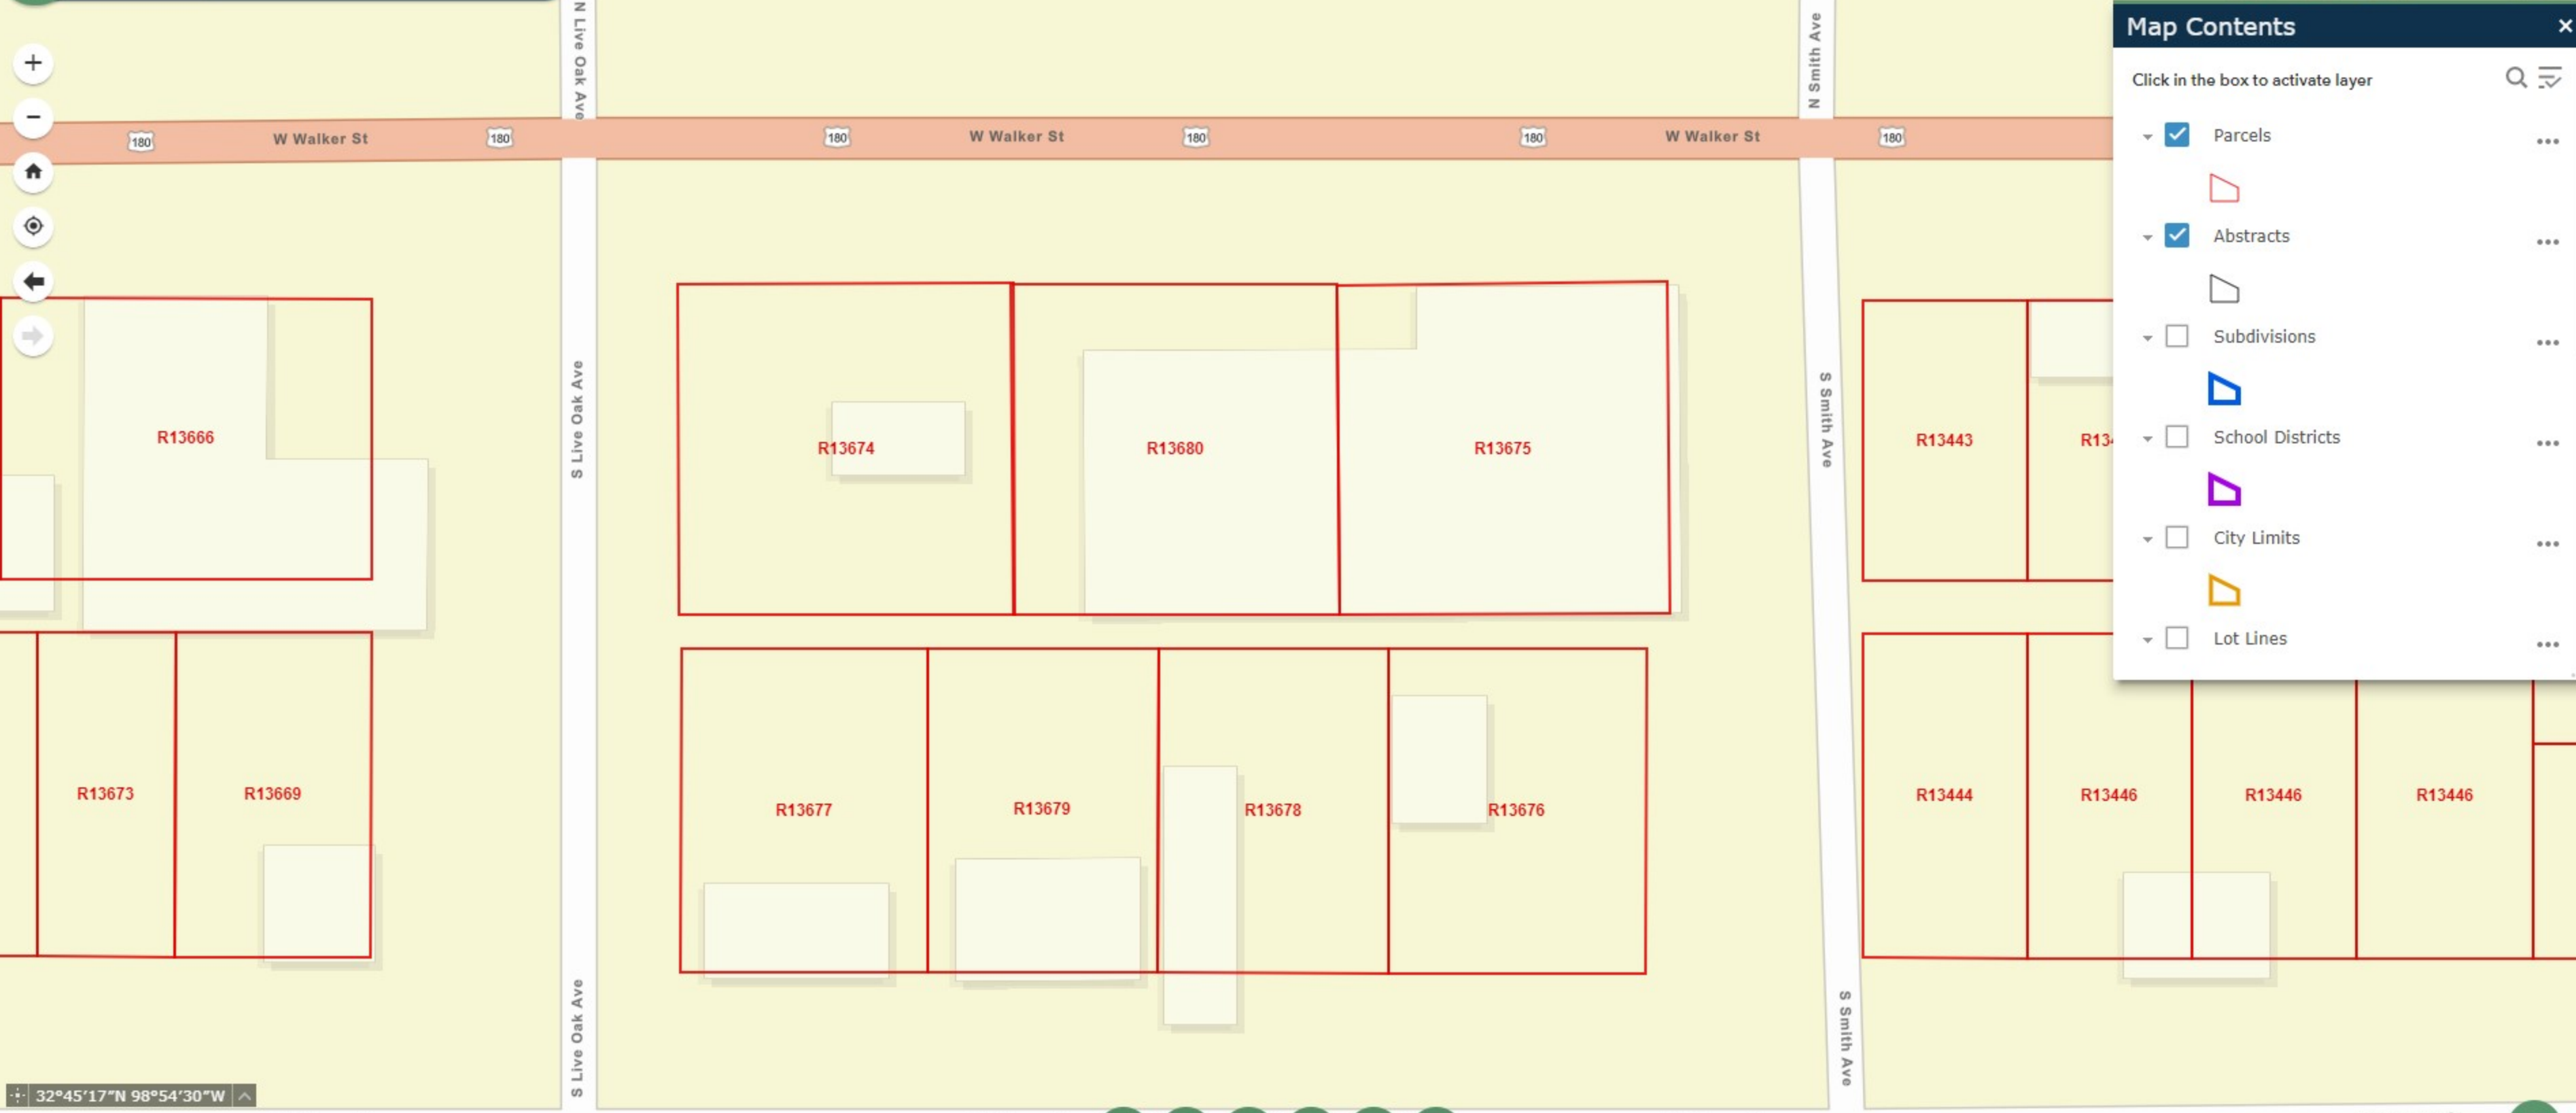 N Live Oak Ave
N Smith Ave
Map Contents
Click in the box to activate layer
Parcels
Abstracts
Subdivisions
School Districts
City Limits
Lot Lines
180
W Walker St
180
180
W Walker St
180
180
W Walker St
180
S Live Oak Ave
S Smith Ave
R13666
R13674
R13680
R13675
R13443
R134
R13673
R13669
R13677
R13679
R13678
R13676
R13444
R13446
R13446
R13446
S Live Oak Ave
S Smith Ave
32°45'17"N 98°54'30"W